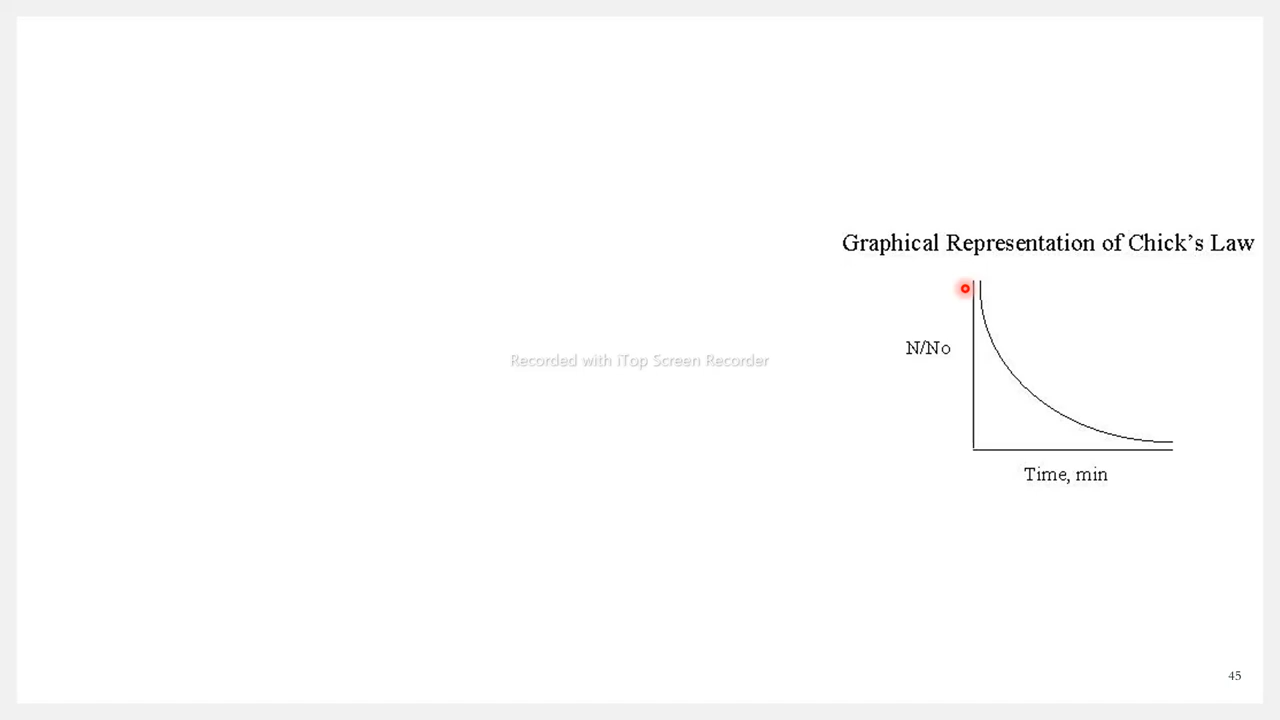 Graphical Representation of Chick's Law
N/No
Recorded with iTop Screen Recorder
Time, min
45